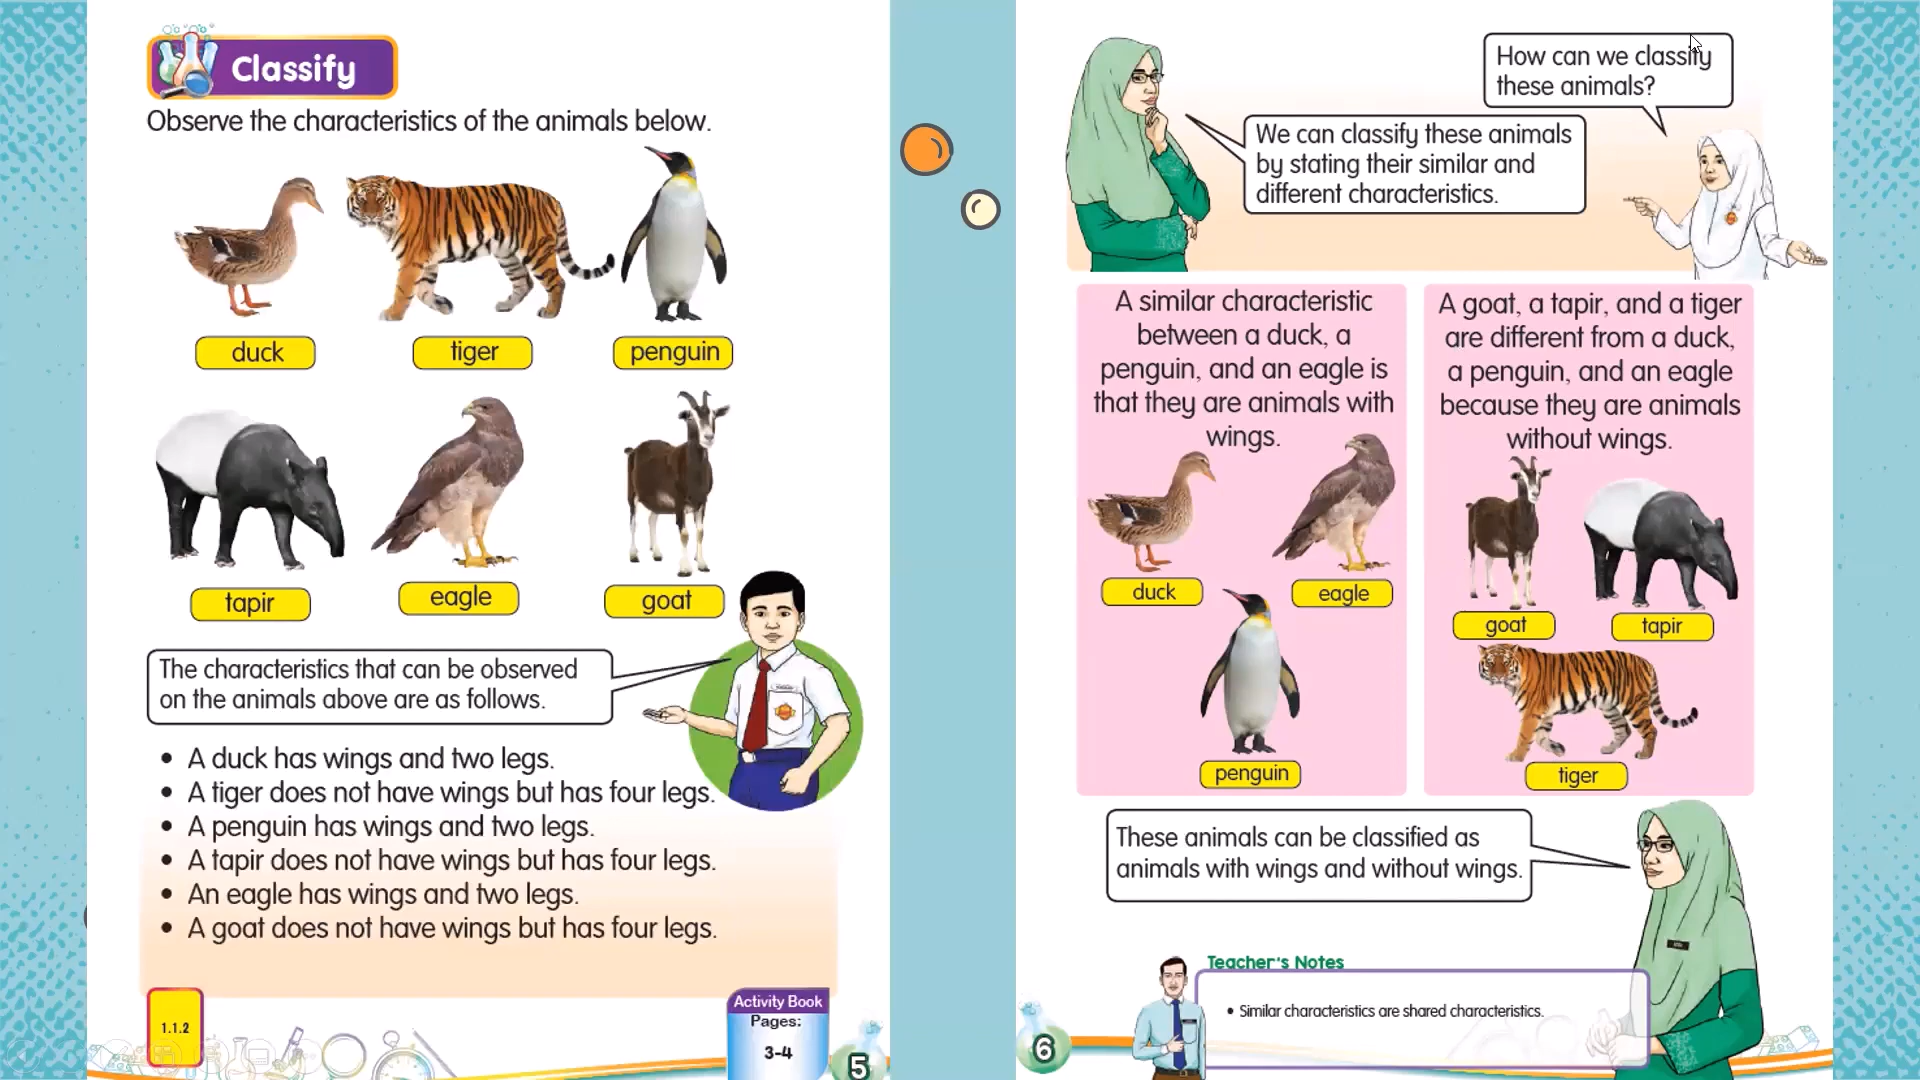 Classify
Observe the characteristics of the animals below.
duck
tiger
penguin
tapir
eagle
goat
The characteristics that can be observed
on the animals above are as follows.
• A duck has wings and two legs.
• A tiger does not have wings but has four legs.
• A penguin has wings and two legs.
• A tapir does not have wings but has four legs.
• An eagle has wings and two legs.
• A goat does not have wings but has four legs.
1.1.2
Activity Book
Pages:
3-4
5
How can we classify
these animals?
We can classify these animals
by stating their similar and
different characteristics.
A similar characteristic
between a duck, a
penguin, and an eagle is
that they are animals with
wings.
duck
eagle
penguin
A goat, a tapir, and a tiger
are different from a duck,
a penguin, and an eagle
because they are animals
without wings.
goat
tapir
tiger
These animals can be classified as
animals with wings and without wings.
Teacher's Notes
• Similar characteristics are shared characteristics.
6